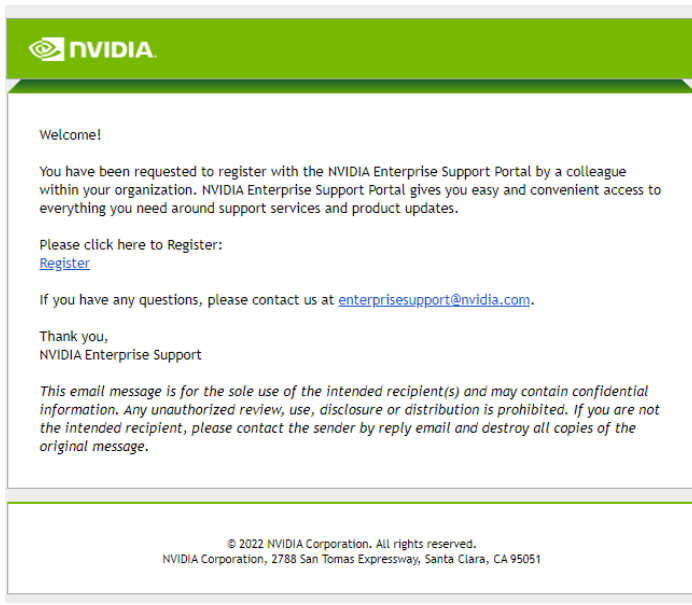 NVIDIA.
Welcome!
You have been requested to register with the NVIDIA Enterprise Support Portal by a colleague
within your organization. NVIDIA Enterprise Support Portal gives you easy and convenient access to
everything you need around support services and product updates.
Please click here to Register:
Register
If you have any questions, please contact us at enterprisesupport@nvidia.com.
Thank you,
NVIDIA Enterprise Support
This email message is for the sole use of the intended recipient(s) and may contain confidential
information. Any unauthorized review, use, disclosure or distribution is prohibited. If you are not
the intended recipient, please contact the sender by reply email and destroy all copies of the
original message.
© 2022 NVIDIA Corporation. All rights reserved.
NVIDIA Corporation, 2788 San Tomas Expressway, Santa Clara, CA 95051